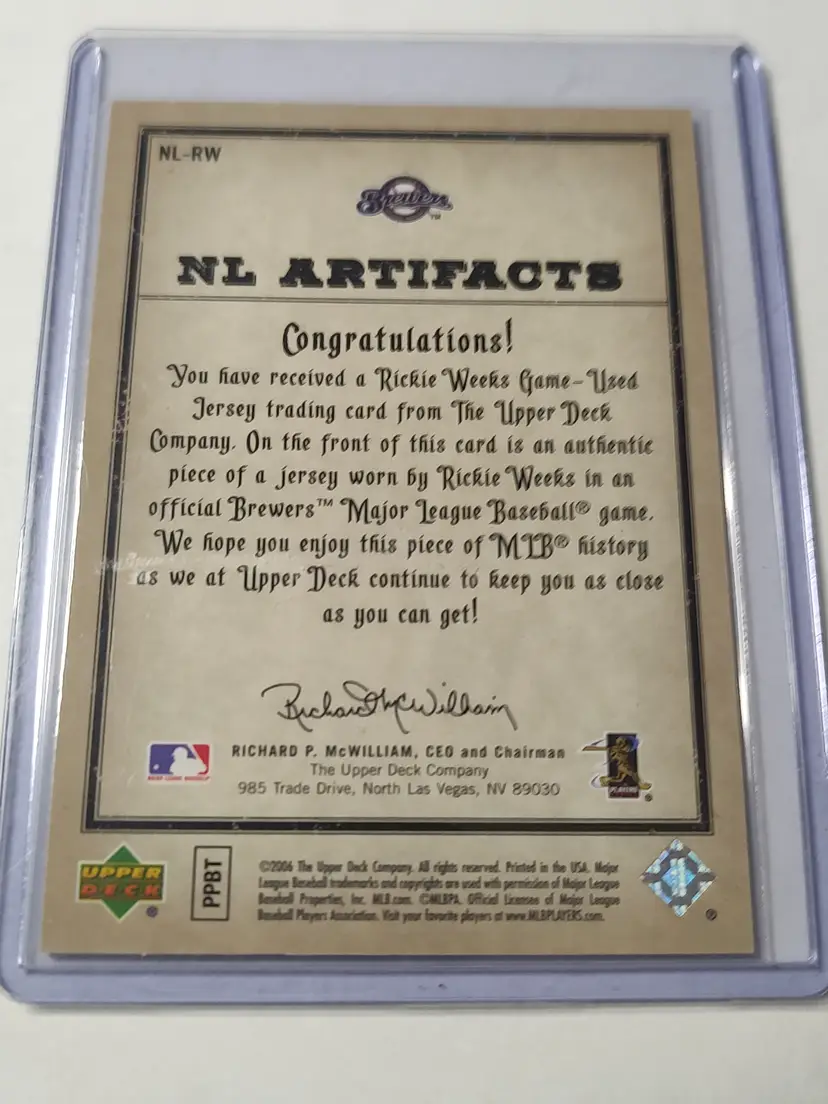 NL-RW
Brewers™
NL ARTIFACTS
Congratulations!
You have received a Rickie Weeks Game-Used
Jersey trading card from The Upper Deck
Company. On the front of this card is an authentic
piece of a jersey worn by Rickie Weeks in an
official Brewers™ Major League Baseball® game.
We hope you enjoy this piece of MLB® history
as we at Upper Deck continue to keep you as close
as you can get!
Richard McWilliam
RICHARD P. McWILLIAM, CEO and Chairman
The Upper Deck Company
985 Trade Drive, North Las Vegas, NV 89030
MAJOR LEAGUE BASEBALL®
PLAYERS
®
UPPER
DECK
®
PPBT
©2006 The Upper Deck Company. All rights reserved. Printed in the USA. Major
League Baseball trademarks and copyrights are used with permission of Major League
Baseball Properties, Inc. MLB.com. ©MLBPA. Official Licensee of Major League
Baseball Players Association. Visit your favorite players at www.MLBPLAYERS.com.
®